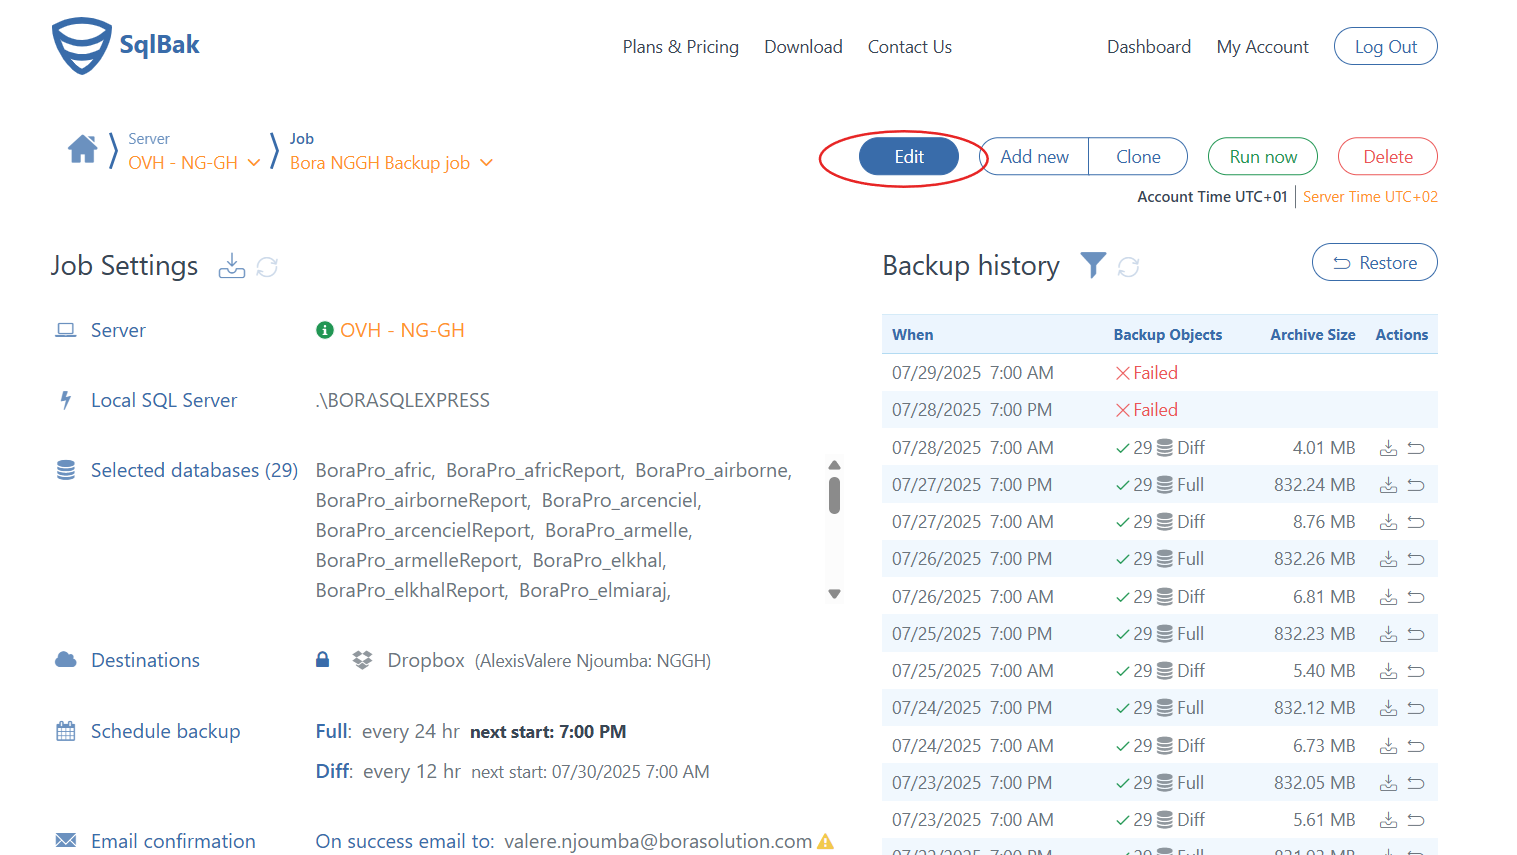 SqlBak
Plans & Pricing Download Contact Us Dashboard My Account Log Out
Server Job
OVH - NG-GH Bora NGGH Backup job
Edit Add new Clone Run now Delete
Account Time UTC+01 Server Time UTC+02
Job Settings
Server OVH - NG-GH
Local SQL Server .\BORASQLEXPRESS
Selected databases (29) BoraPro_afric, BoraPro_africReport, BoraPro_airborne,
BoraPro_airborneReport, BoraPro_arcenciel,
BoraPro_arcencielReport, BoraPro_armelle,
BoraPro_armelleReport, BoraPro_elkhal,
BoraPro_elkhalReport, BoraPro_elmiaraj,
Destinations Dropbox (AlexisValere Njoumba: NGGH)
Schedule backup Full: every 24 hr next start: 7:00 PM
Diff: every 12 hr next start: 07/30/2025 7:00 AM
Email confirmation On success email to: valere.njoumba@borasolution.com
Backup history Restore
When Backup Objects Archive Size Actions
07/29/2025 7:00 AM Failed
07/28/2025 7:00 PM Failed
07/28/2025 7:00 AM 29 Diff 4.01 MB
07/27/2025 7:00 PM 29 Full 832.24 MB
07/27/2025 7:00 AM 29 Diff 8.76 MB
07/26/2025 7:00 PM 29 Full 832.26 MB
07/26/2025 7:00 AM 29 Diff 6.81 MB
07/25/2025 7:00 PM 29 Full 832.23 MB
07/25/2025 7:00 AM 29 Diff 5.40 MB
07/24/2025 7:00 PM 29 Full 832.12 MB
07/24/2025 7:00 AM 29 Diff 6.73 MB
07/23/2025 7:00 PM 29 Full 832.05 MB
07/23/2025 7:00 AM 29 Diff 5.61 MB